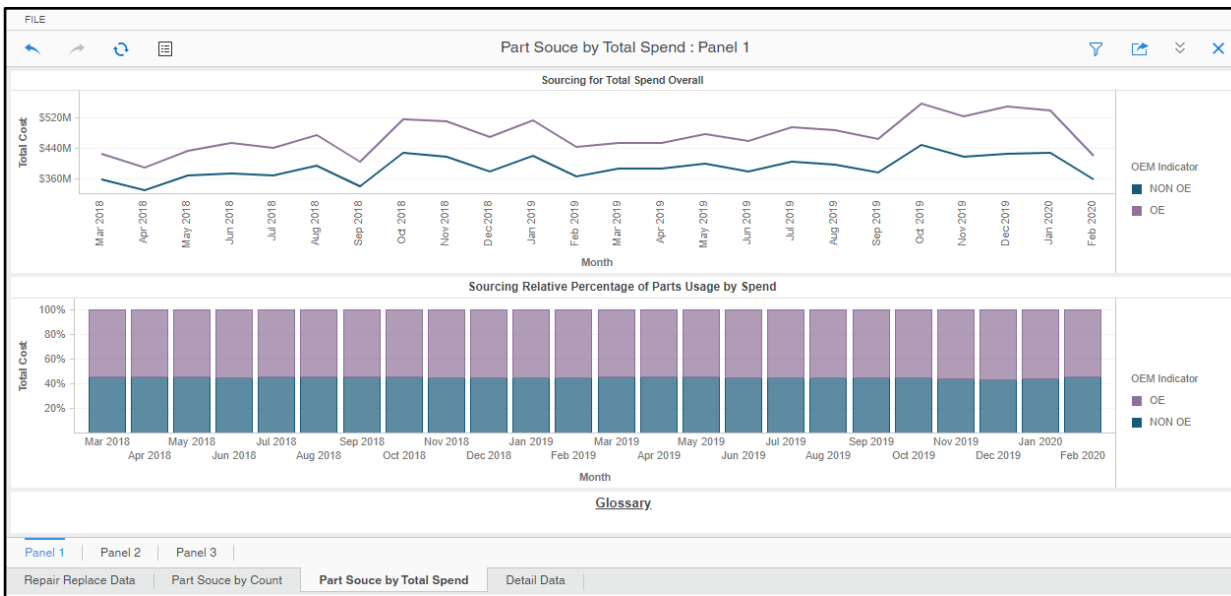 FILE
Part Souce by Total Spend : Panel 1
Sourcing for Total Spend Overall
Total Cost
$520M
$440M
$360M
Mar 2018
Apr 2018
May 2018
Jun 2018
Jul 2018
Aug 2018
Sep 2018
Oct 2018
Nov 2018
Dec 2018
Jan 2019
Feb 2019
Mar 2019
Apr 2019
May 2019
Jun 2019
Jul 2019
Aug 2019
Sep 2019
Oct 2019
Nov 2019
Dec 2019
Jan 2020
Feb 2020
Month
OEM Indicator
NON OE
OE
Sourcing Relative Percentage of Parts Usage by Spend
Total Cost
100%
80%
60%
40%
20%
Mar 2018 May 2018 Jul 2018 Sep 2018 Nov 2018 Jan 2019 Mar 2019 May 2019 Jul 2019 Sep 2019 Nov 2019 Jan 2020
Apr 2018 Jun 2018 Aug 2018 Oct 2018 Dec 2018 Feb 2019 Apr 2019 Jun 2019 Aug 2019 Oct 2019 Dec 2019 Feb 2020
Month
OEM Indicator
OE
NON OE
Glossary
Panel 1 Panel 2 Panel 3
Repair Replace Data Part Souce by Count Part Souce by Total Spend Detail Data